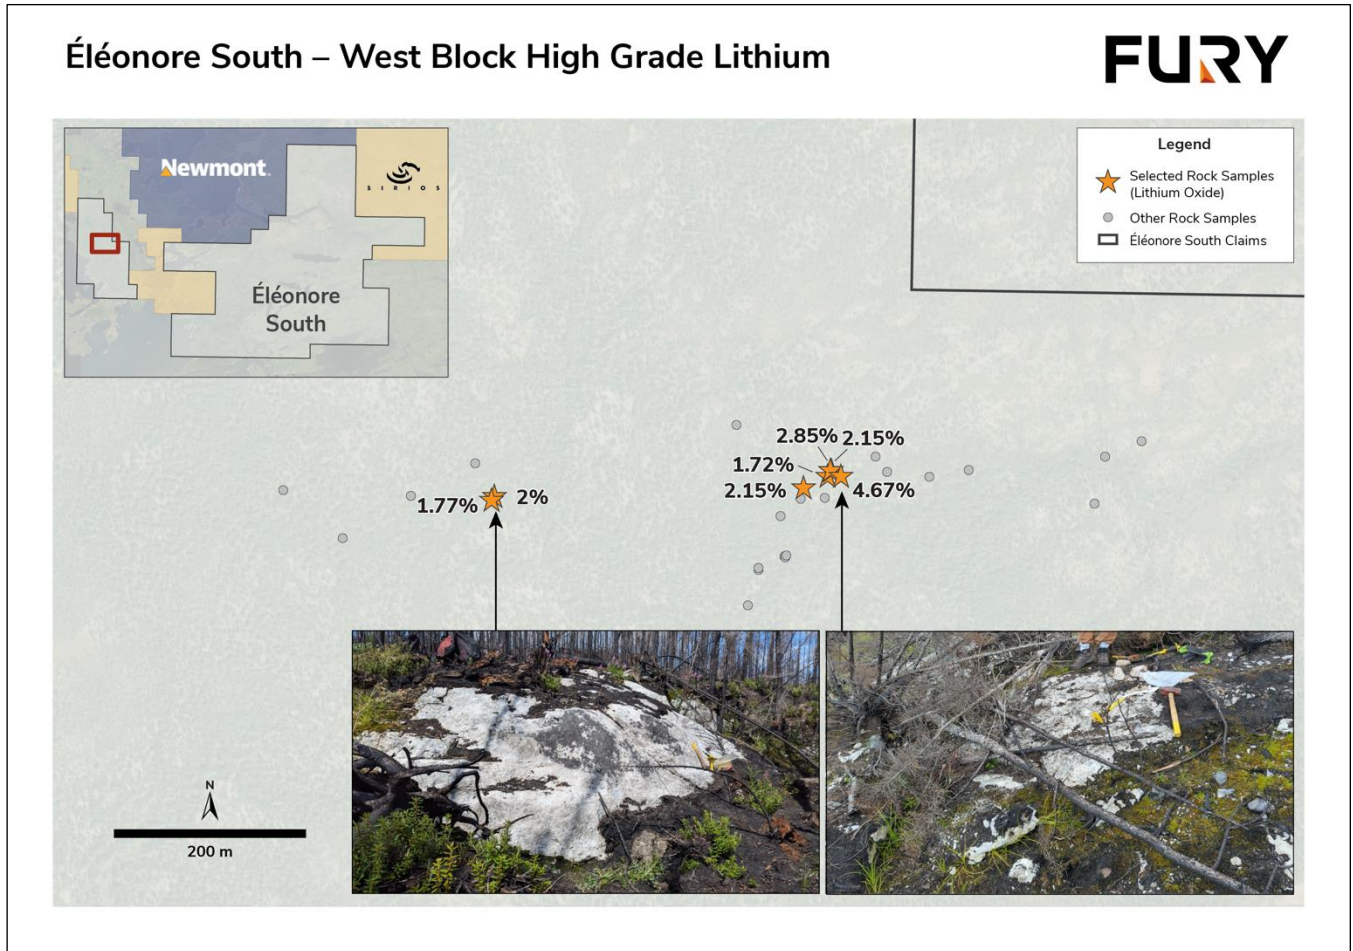 Éléonore South – West Block High Grade Lithium
FURY
Newmont
SIRIOS
Éléonore
South
Legend
Selected Rock Samples
(Lithium Oxide)
Other Rock Samples
Éléonore South Claims
2.85%
2.15%
1.72%
2.15%
4.67%
1.77%
2%
N
200 m